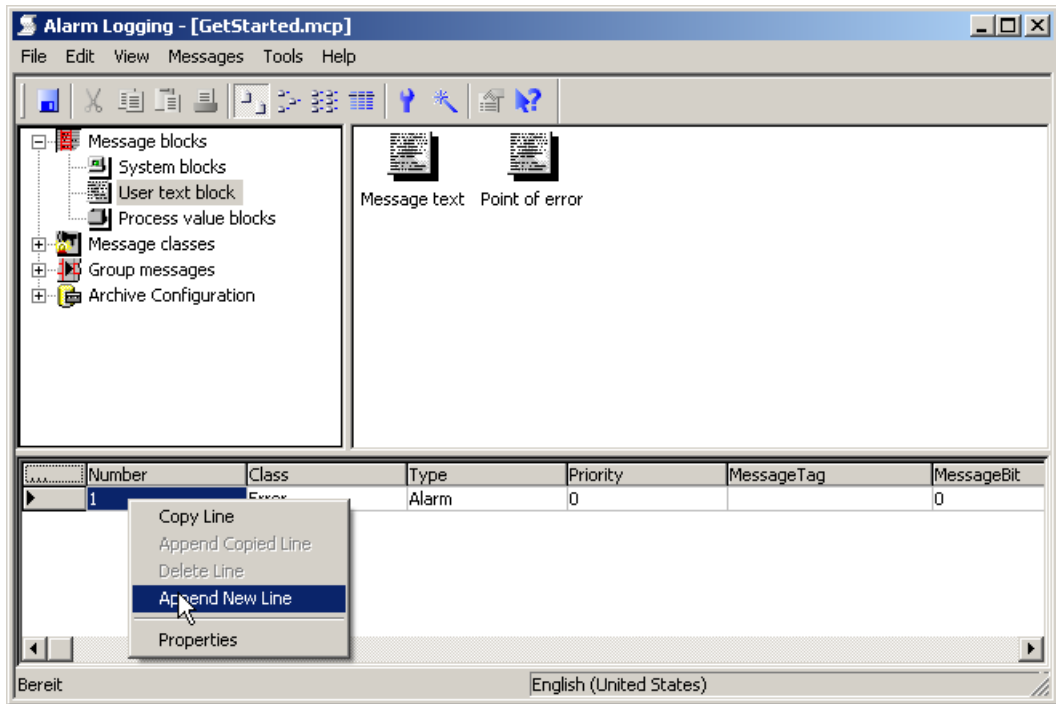 Alarm Logging - [GetStarted.mcp]
File Edit View Messages Tools Help
Message blocks
System blocks
User text block
Process value blocks
Message classes
Group messages
Archive Configuration
Message text Point of error
Number Class Type Priority MessageTag MessageBit
1 Error Alarm 0 0
Copy Line
Append Copied Line
Delete Line
Append New Line
Properties
Bereit English (United States)